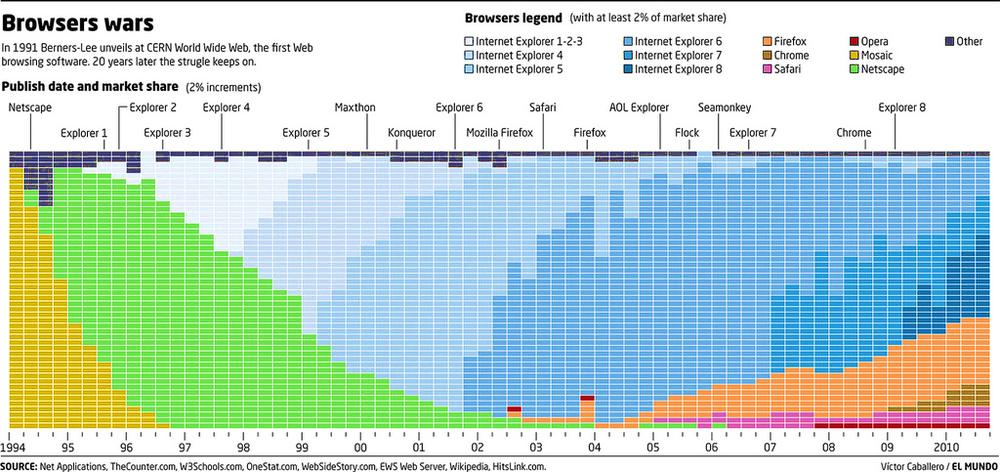 Browsers wars
In 1991 Berners-Lee unveils at CERN World Wide Web, the first Web
browsing software. 20 years later the strugle keeps on.
Browsers legend (with at least 2% of market share)
Internet Explorer 1-2-3 Internet Explorer 6 Firefox Opera Other
Internet Explorer 4 Internet Explorer 7 Chrome Mosaic
Internet Explorer 5 Internet Explorer 8 Safari Netscape
Publish date and market share (2% increments)
Netscape Explorer 2 Explorer 4 Maxthon Explorer 6 Safari AOL Explorer Seamonkey Explorer 8
Explorer 1 Explorer 3 Explorer 5 Konqueror Mozilla Firefox Firefox Flock Explorer 7 Chrome
1994 95 96 97 98 99 00 01 02 03 04 05 06 07 08 09 2010
SOURCE: Net Applications, TheCounter.com, W3Schools.com, OneStat.com, WebSideStory.com, EWS Web Server, Wikipedia, HitsLink.com. Víctor Caballero / EL MUNDO